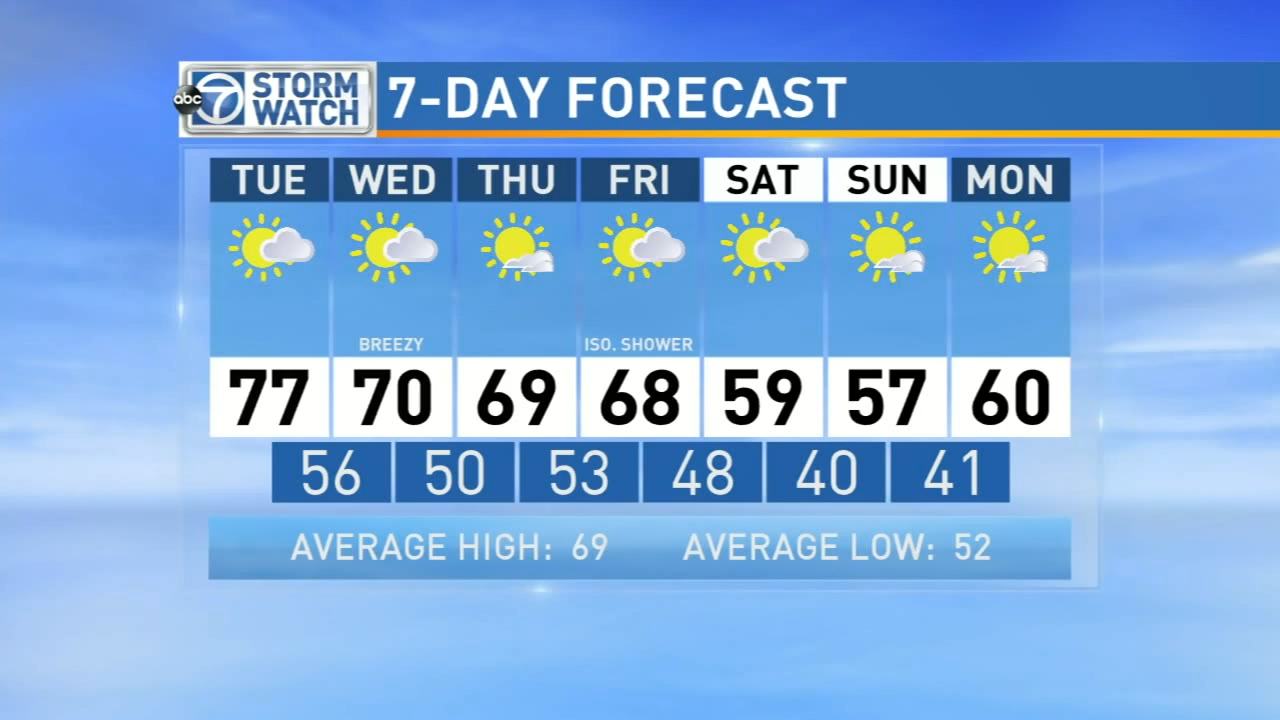 abc 7 STORM WATCH
7-DAY FORECAST
TUE WED THU FRI SAT SUN MON
BREEZY ISO. SHOWER
77 70 69 68 59 57 60
56 50 53 48 40 41
AVERAGE HIGH: 69 AVERAGE LOW: 52